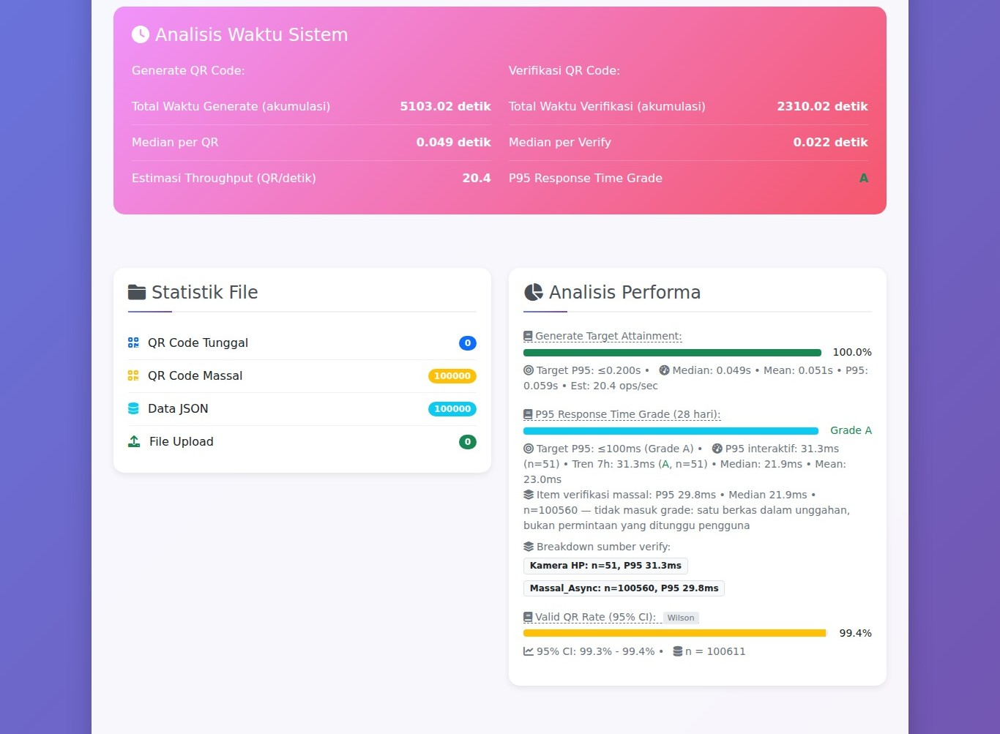 Analisis Waktu Sistem
Generate QR Code:
Total Waktu Generate (akumulasi) 5103.02 detik
Median per QR 0.049 detik
Estimasi Throughput (QR/detik) 20.4
Verifikasi QR Code:
Total Waktu Verifikasi (akumulasi) 2310.02 detik
Median per Verify 0.022 detik
P95 Response Time Grade A
Statistik File
QR Code Tunggal 0
QR Code Massal 100000
Data JSON 100000
File Upload 0
Analisis Performa
Generate Target Attainment:
100.0%
Target P95: ≤0.200s • Median: 0.049s • Mean: 0.051s • P95:
0.059s • Est: 20.4 ops/sec
P95 Response Time Grade (28 hari):
Grade A
Target P95: ≤100ms (Grade A) • P95 interaktif: 31.3ms
(n=51) • Tren 7h: 31.3ms (A, n=51) • Median: 21.9ms • Mean:
23.0ms
Item verifikasi massal: P95 29.8ms • Median 21.9ms •
n=100560 — tidak masuk grade: satu berkas dalam unggahan,
bukan permintaan yang ditunggu pengguna
Breakdown sumber verify:
Kamera HP: n=51, P95 31.3ms
Massal_Async: n=100560, P95 29.8ms
Valid QR Rate (95% CI): Wilson
99.4%
95% CI: 99.3% - 99.4% • n = 100611